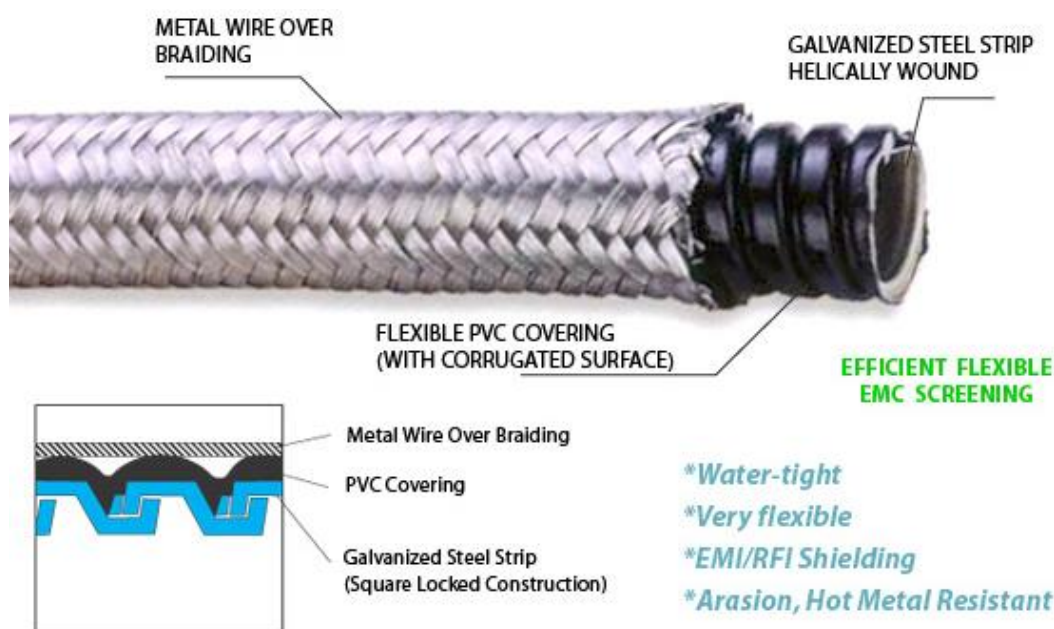 METAL WIRE OVER
BRAIDING
GALVANIZED STEEL STRIP
HELICALLY WOUND
FLEXIBLE PVC COVERING
(WITH CORRUGATED SURFACE)
EFFICIENT FLEXIBLE
EMC SCREENING
Metal Wire Over Braiding
PVC Covering
Galvanized Steel Strip
(Square Locked Construction)
*Water-tight
*Very flexible
*EMI/RFI Shielding
*Arasion, Hot Metal Resistant